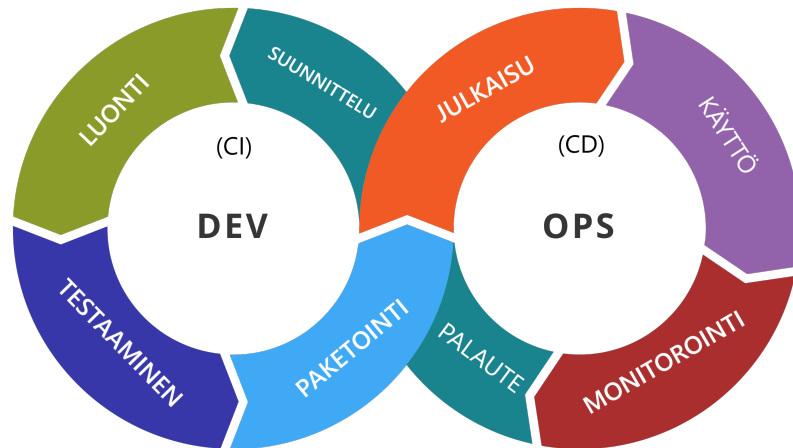 LUONTI
SUUNNITTELU
JULKAISU
KÄYTTÖ
(CI)
(CD)
DEV
OPS
TESTAAMINEN
PAKETOINTI
PALAUTE
MONITOROINTI